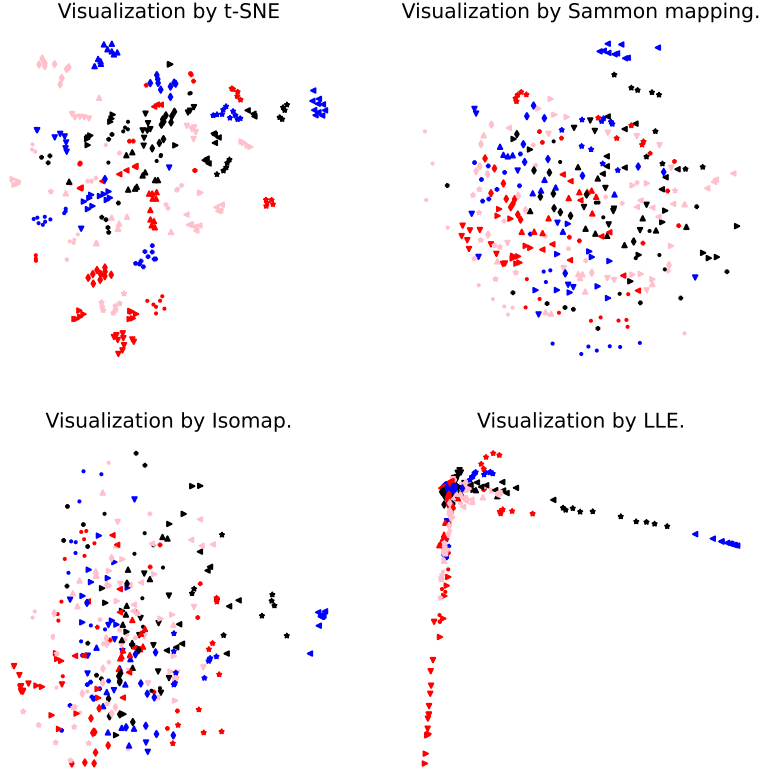 Visualization by t-SNE
Visualization by Sammon mapping.
Visualization by Isomap.
Visualization by LLE.